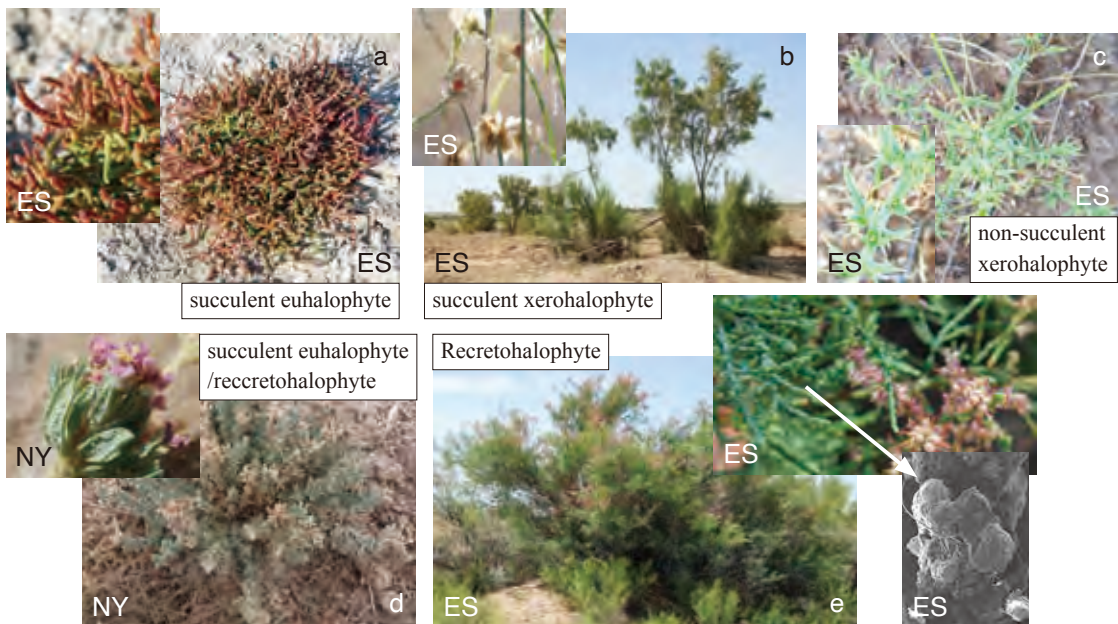 a
ES
ES
succulent euhalophyte
b
ES
ES
succulent xerohalophyte
c
ES
ES
non-succulent
xerohalophyte
succulent euhalophyte
/reccretohalophyte
NY
NY
d
Recretohalophyte
ES
e
ES
ES